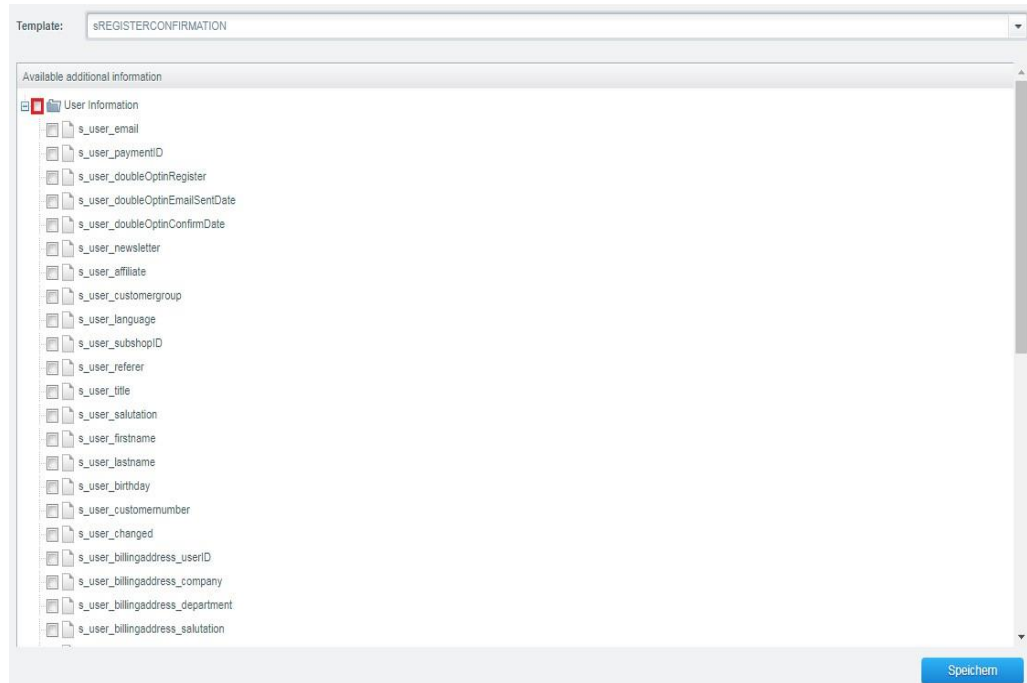 Template: sREGISTERCONFIRMATION
Available additional information
User Information
s_user_email
s_user_paymentID
s_user_doubleOptinRegister
s_user_doubleOptinEmailSentDate
s_user_doubleOptinConfirmDate
s_user_newsletter
s_user_affiliate
s_user_customergroup
s_user_language
s_user_subshopID
s_user_referer
s_user_title
s_user_salutation
s_user_firstname
s_user_lastname
s_user_birthday
s_user_customernumber
s_user_changed
s_user_billingaddress_userID
s_user_billingaddress_company
s_user_billingaddress_department
s_user_billingaddress_salutation
Speichern